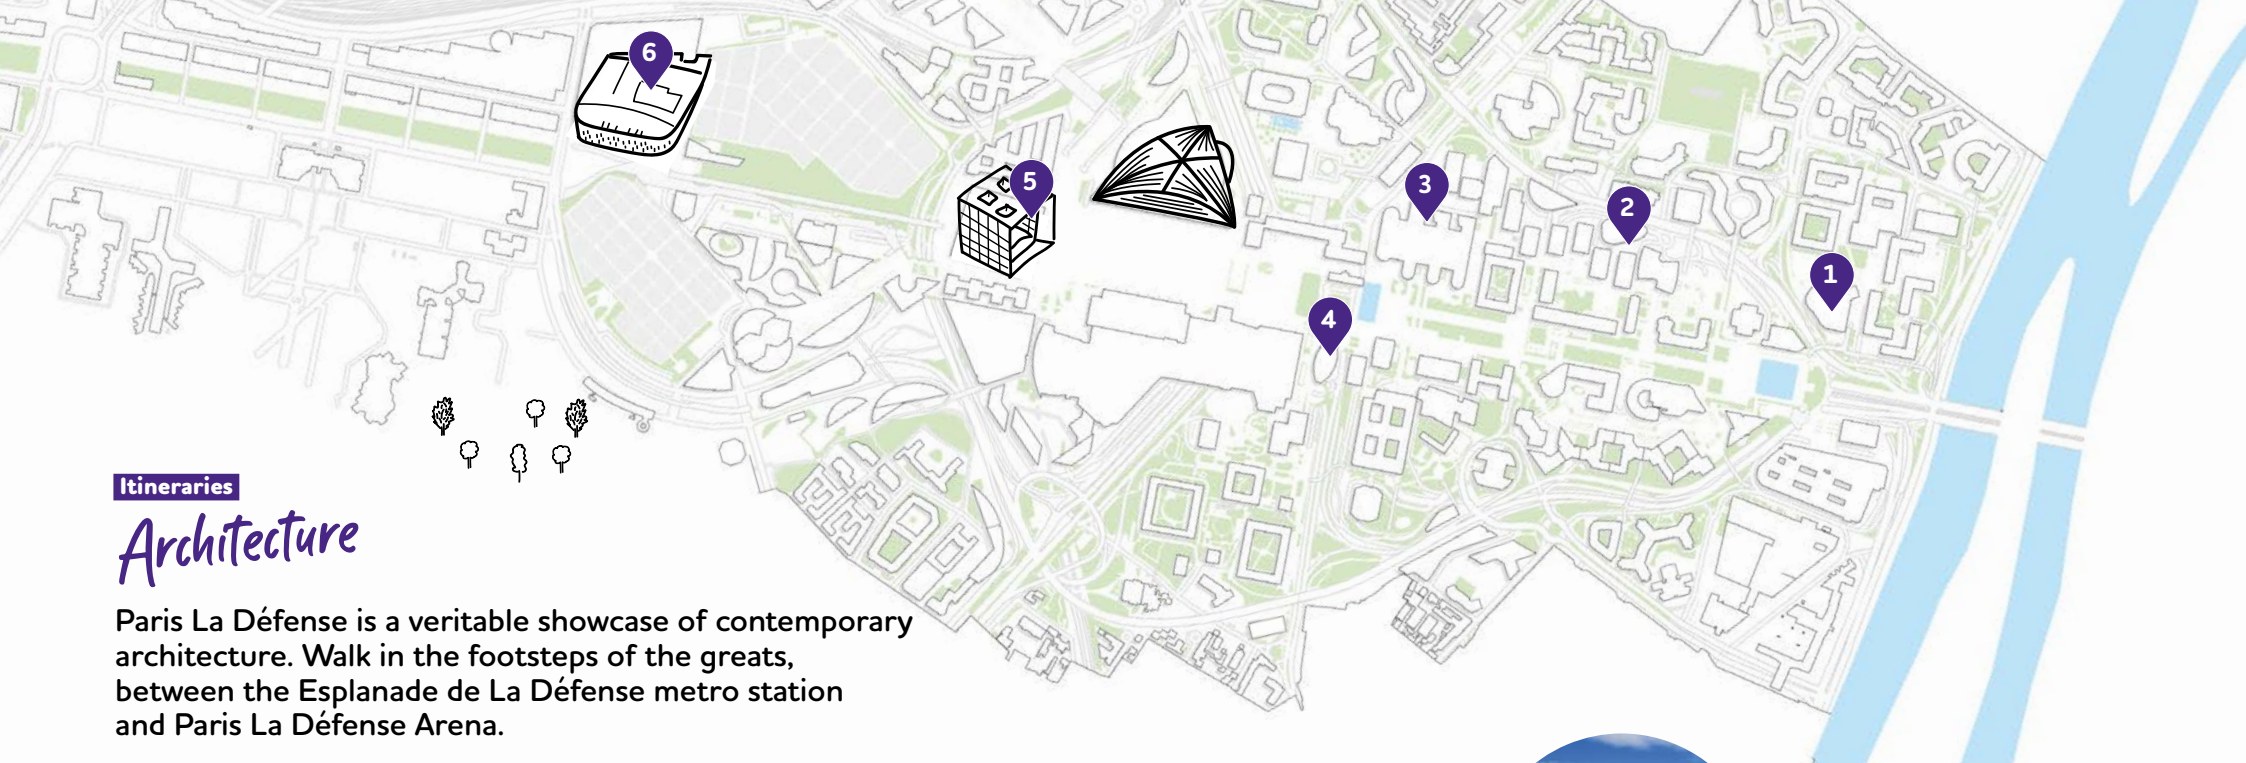 6
5
3
2
1
4
Itineraries
Architecture
Paris La Défense is a veritable showcase of contemporary
architecture. Walk in the footsteps of the greats,
between the Esplanade de La Défense metro station
and Paris La Défense Arena.